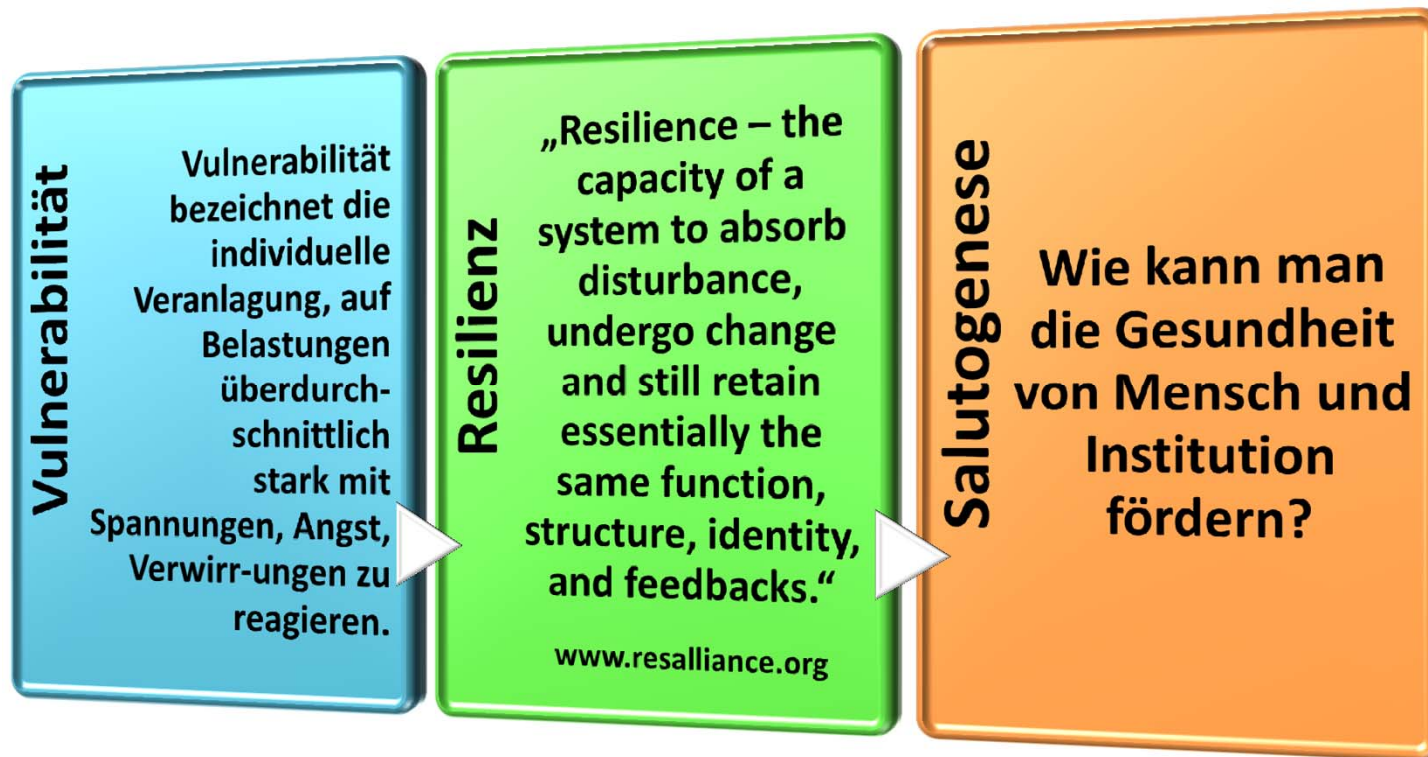 Vulnerabilität
Vulnerabilität
bezeichnet die
individuelle
Veranlagung, auf
Belastungen
überdurch-
schnittlich
stark mit
Spannungen, Angst,
Verwirr-ungen zu
reagieren.
Resilienz
„Resilience – the
capacity of a
system to absorb
disturbance,
undergo change
and still retain
essentially the
same function,
structure, identity,
and feedbacks.“
www.resalliance.org
Salutogenese
Wie kann man
die Gesundheit
von Mensch und
Institution
fördern?